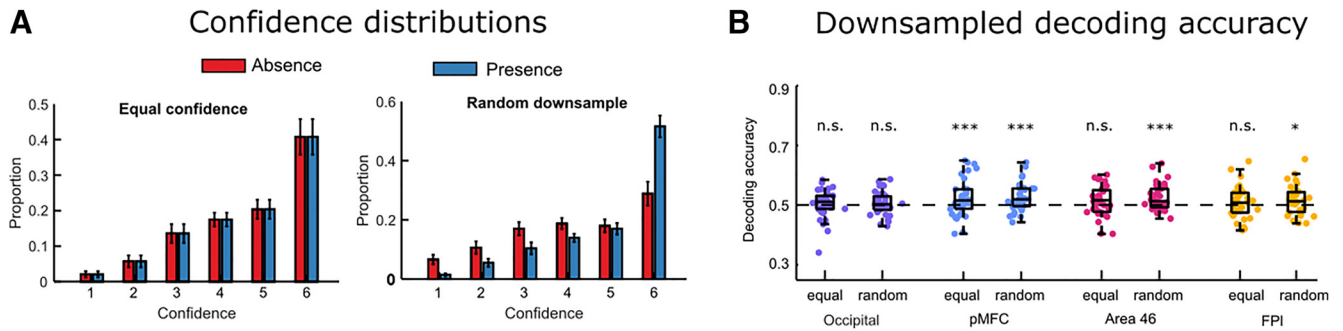 A Confidence distributions
Absence
Presence
Equal confidence
Proportion
0.5
0.4
0.3
0.2
0.1
0
1 2 3 4 5 6
Confidence
Random downsample
Proportion
0.6
0.4
0.2
0
1 2 3 4 5 6
Confidence
B Downsampled decoding accuracy
Decoding accuracy
0.9
0.7
0.5
0.3
n.s. n.s. *** *** n.s. *** n.s. *
equal random equal random equal random equal random
Occipital pMFC Area 46 FPl